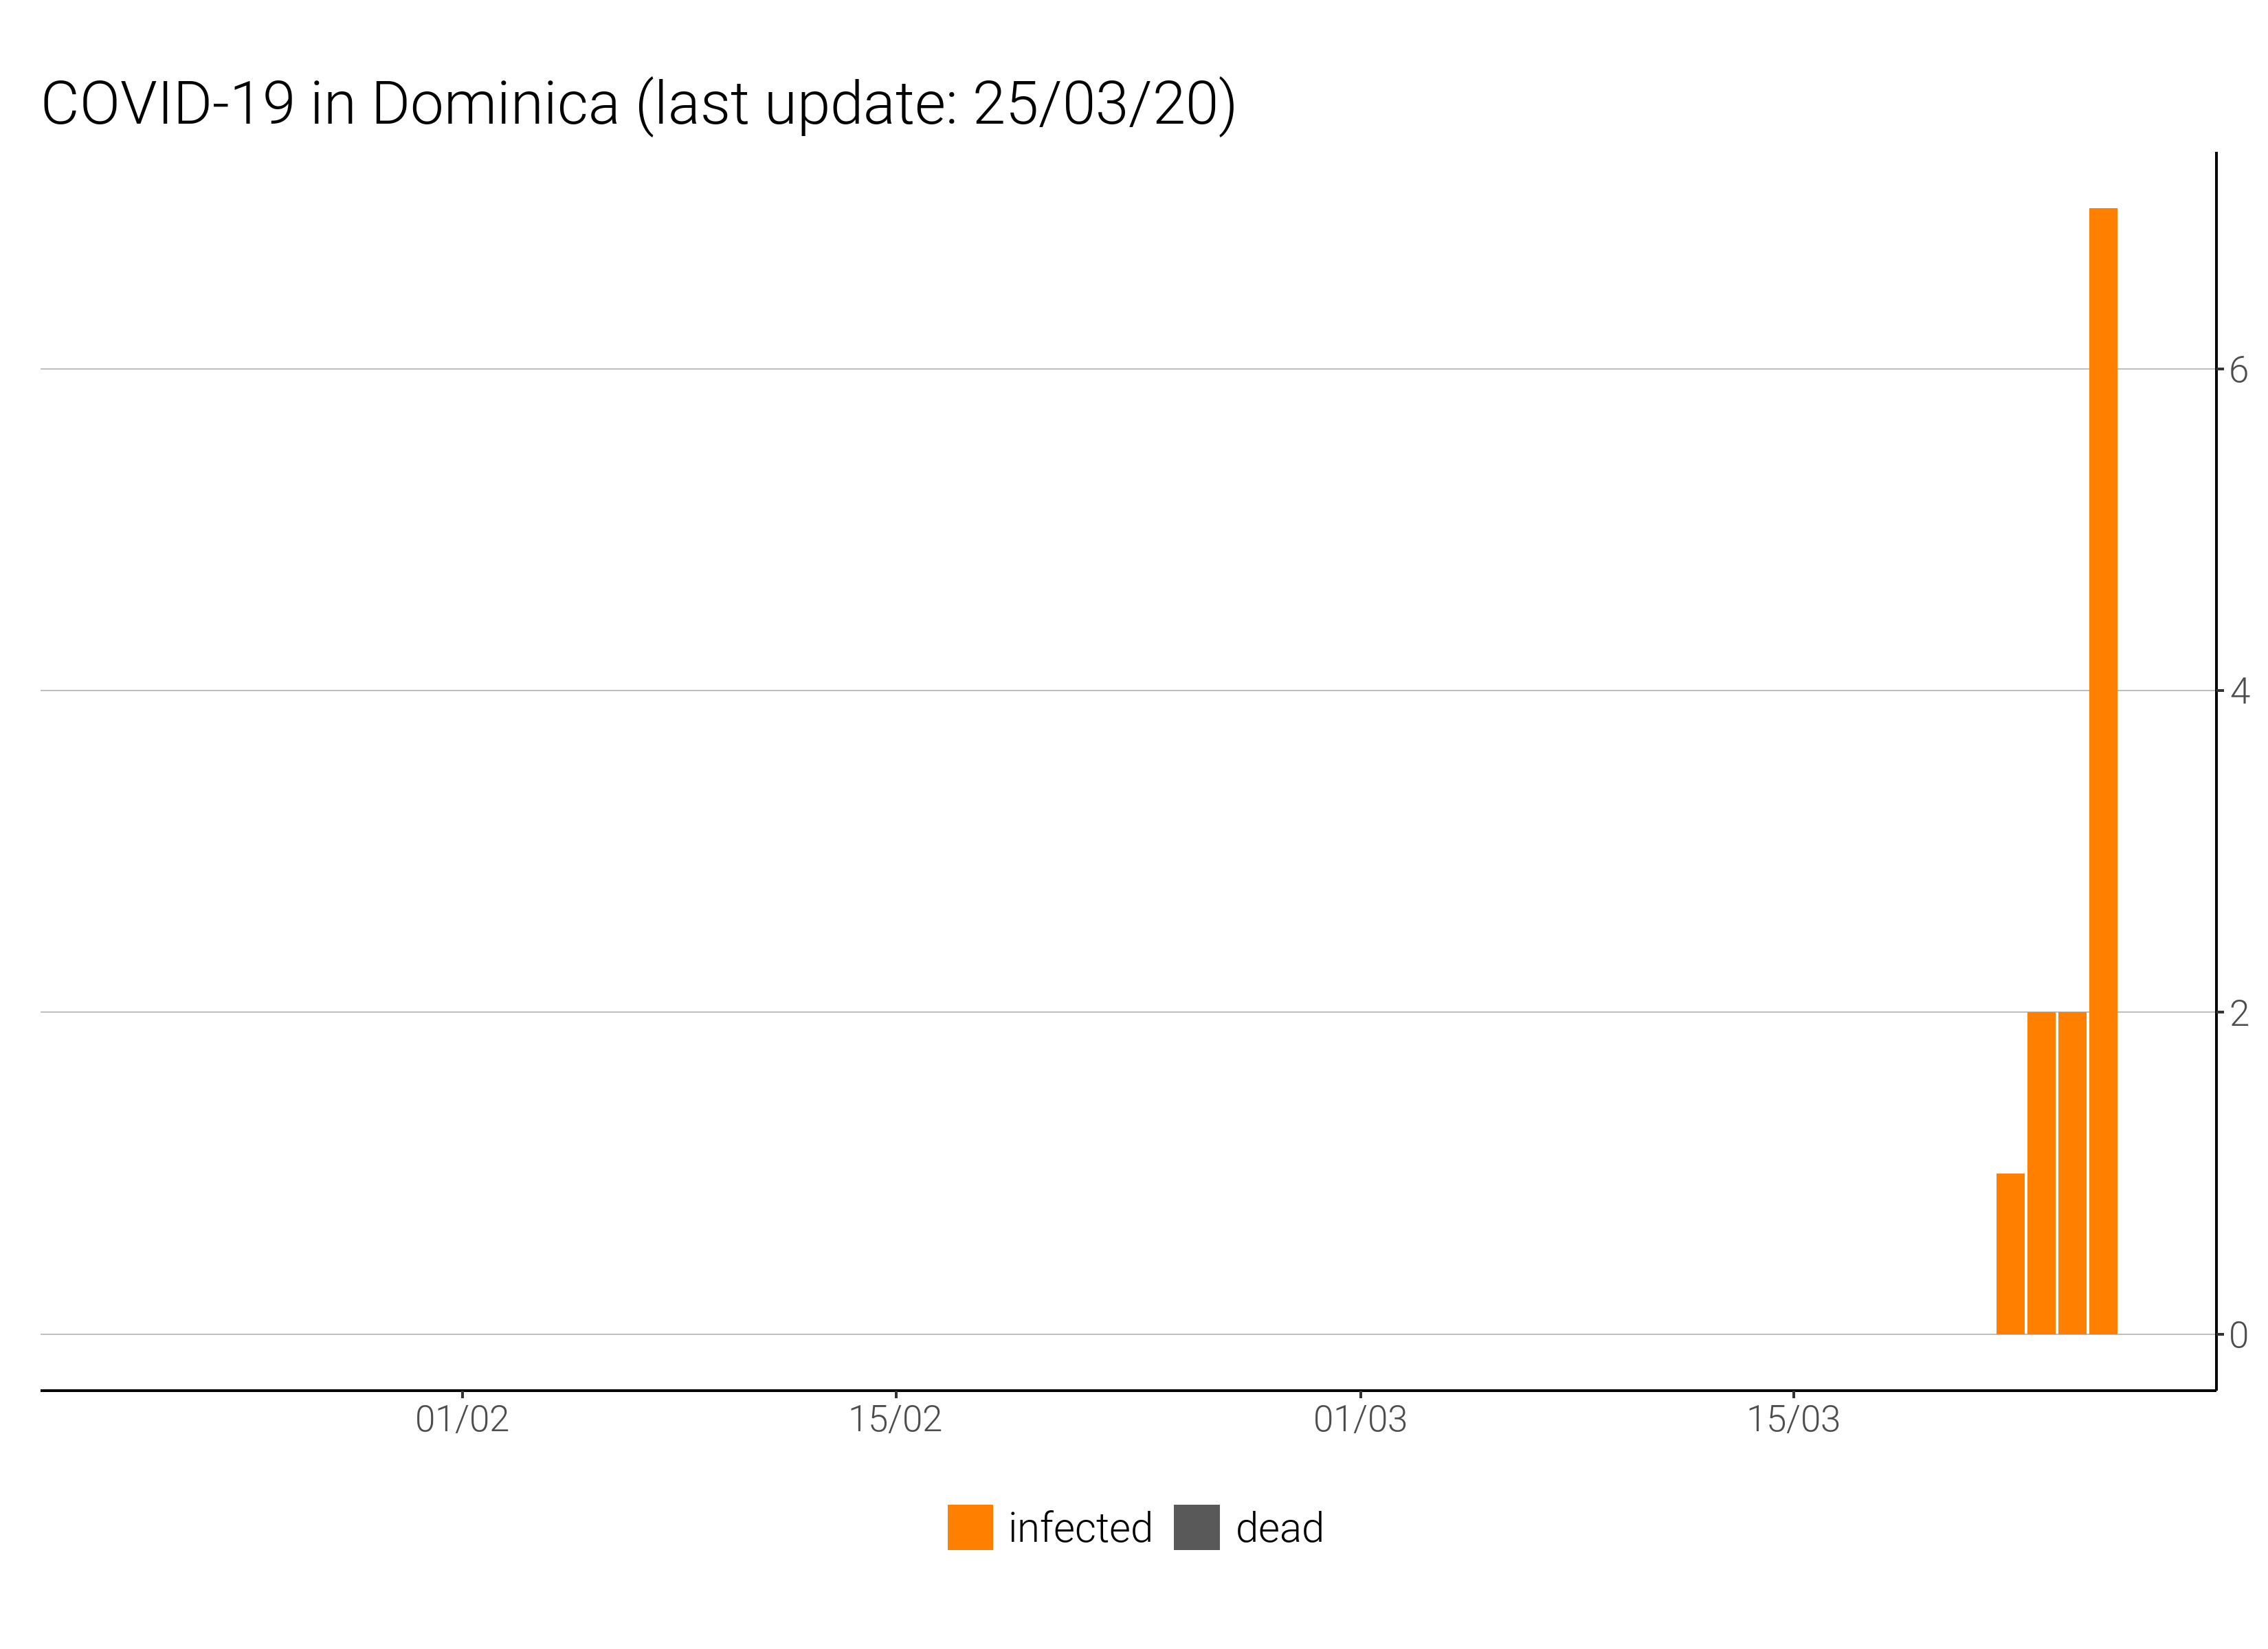 COVID-19 in Dominica (last update: 25/03/20)
6
4
2
0
01/02 15/02 01/03 15/03
infected dead